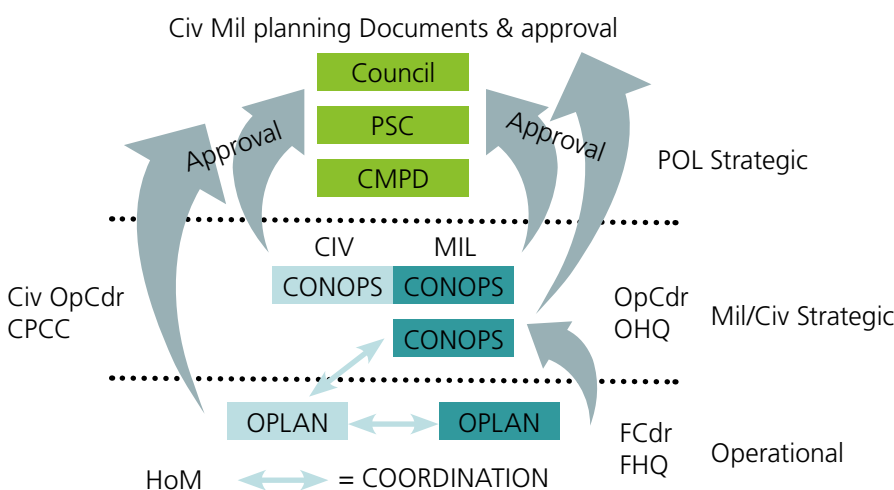 Civ Mil planning Documents & approval
Council
PSC
CMPD
Approval
Approval
POL Strategic
CIV
MIL
CONOPS
CONOPS
CONOPS
Civ OpCdr
CPCC
OpCdr
OHQ
Mil/Civ Strategic
OPLAN
OPLAN
FCdr
FHQ
Operational
HoM
= COORDINATION